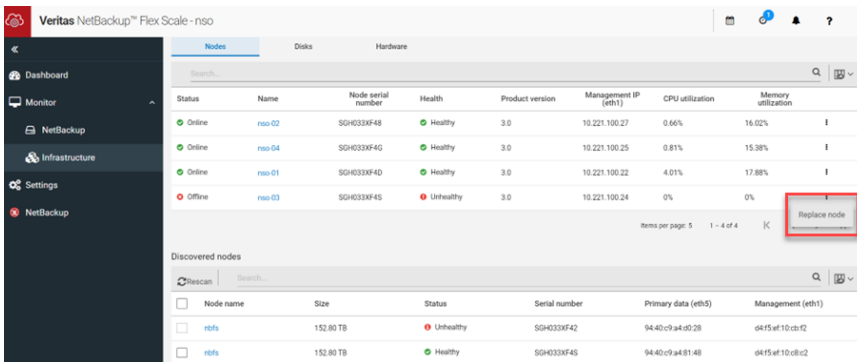 Veritas NetBackup™ Flex Scale - nso
1
?
«
Dashboard
Monitor
NetBackup
Infrastructure
Settings
NetBackup
Nodes Disks Hardware
Search...
Status Name Node serial number Health Product version Management IP (eth1) CPU utilization Memory utilization
Online nso-02 SGH033XF48 Healthy 3.0 10.221.100.27 0.66% 16.02%
Online nso-04 SGH033XF4G Healthy 3.0 10.221.100.25 0.81% 15.38%
Online nso-01 SGH033XF4D Healthy 3.0 10.221.100.22 4.01% 17.88%
Offline nso-03 SGH033XF4S Unhealthy 3.0 10.221.100.24 0% 0%
Replace node
Items per page: 5 1 – 4 of 4
Discovered nodes
Rescan Search...
Node name Size Status Serial number Primary data (eth5) Management (eth1)
nbfs 152.80 TB Unhealthy SGH033XF42 94:40:c9:a4:d0:28 d4:f5:ef:10:cb:f2
nbfs 152.80 TB Healthy SGH033XF4S 94:40:c9:a4:81:48 d4:f5:ef:10:c8:c2